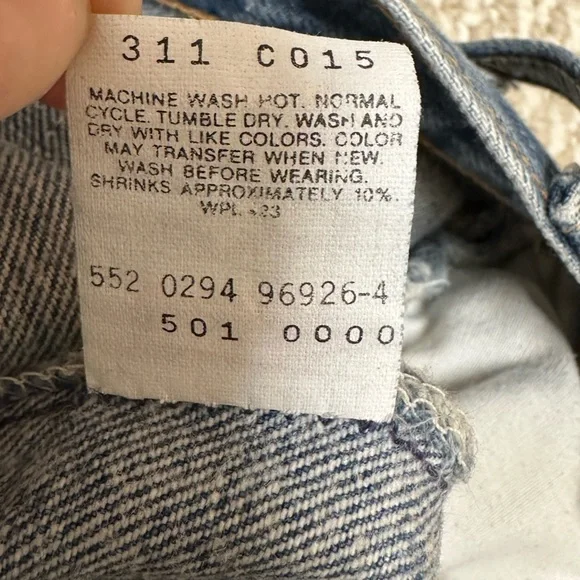 311 C015
MACHINE WASH HOT. NORMAL
CYCLE. TUMBLE DRY. WASH AND
DRY WITH LIKE COLORS. COLOR
MAY TRANSFER WHEN NEW.
WASH BEFORE WEARING.
SHRINKS APPROXIMATELY 10%.
WPL
552 0294 96926-4
501 0000